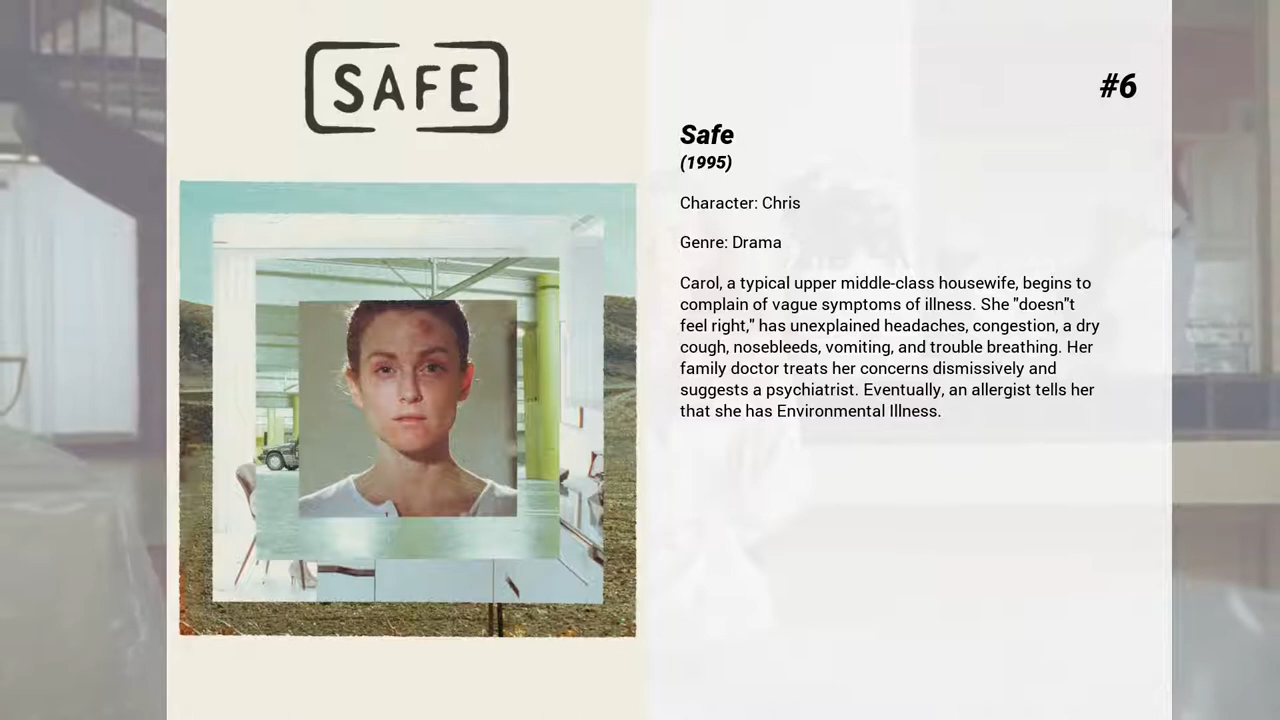 SAFE
#6
Safe
(1995)
Character: Chris
Genre: Drama
Carol, a typical upper middle-class housewife, begins to
complain of vague symptoms of illness. She "doesn"t
feel right," has unexplained headaches, congestion, a dry
cough, nosebleeds, vomiting, and trouble breathing. Her
family doctor treats her concerns dismissively and
suggests a psychiatrist. Eventually, an allergist tells her
that she has Environmental Illness.